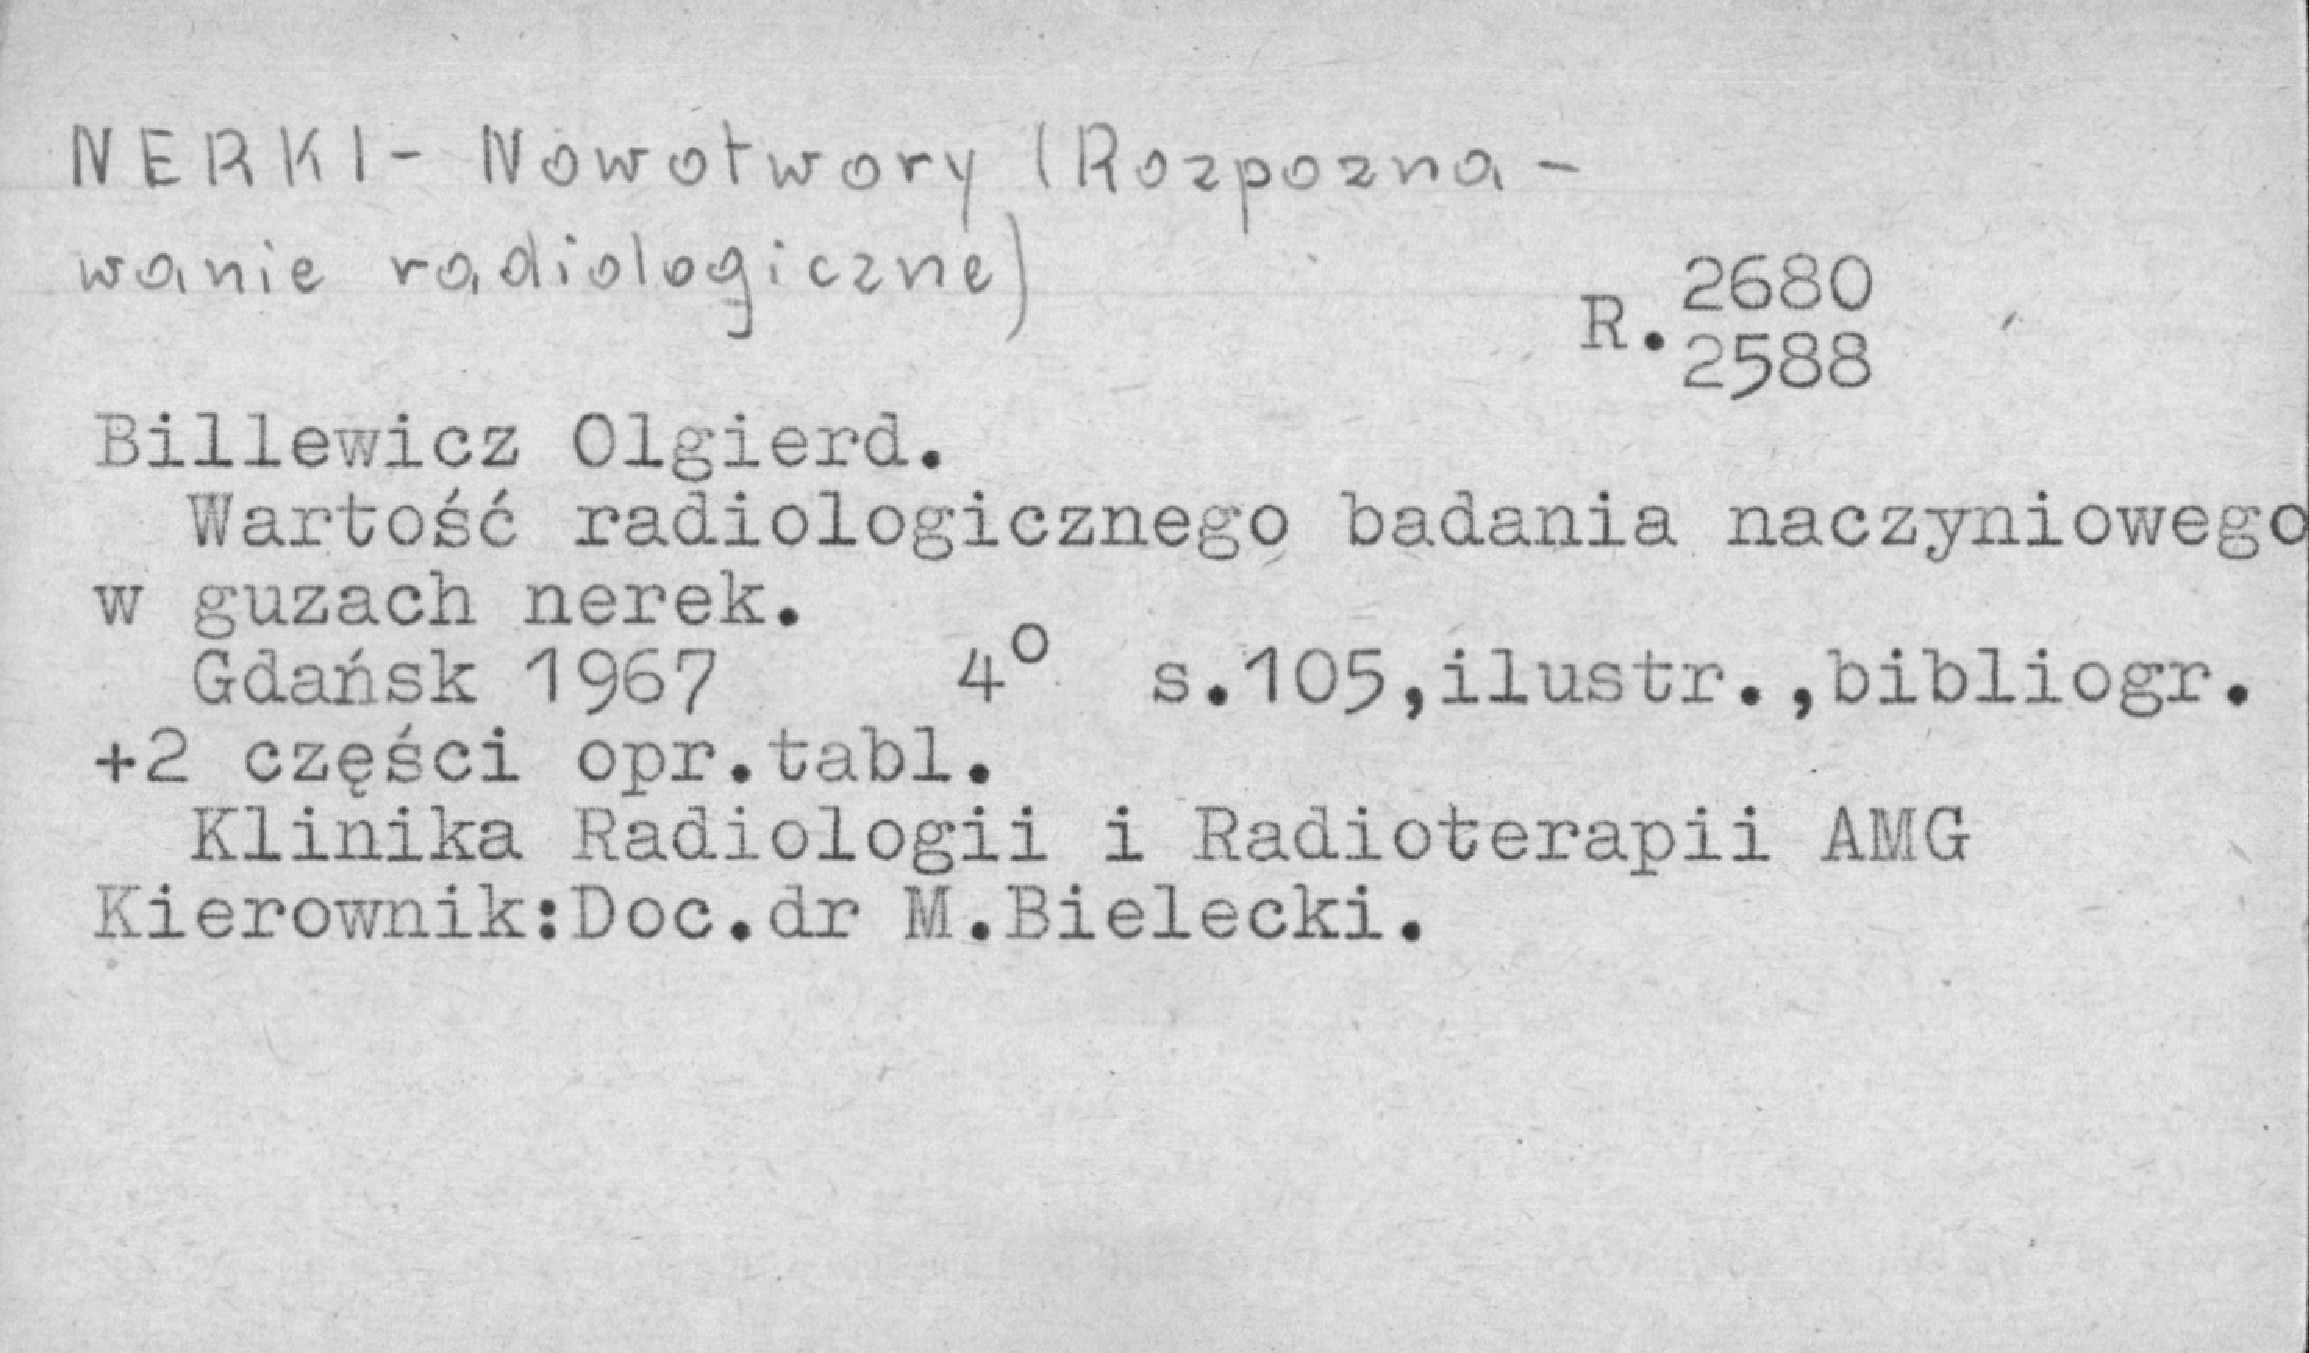 NERKI - Nowotwory (Rozpozna-
wanie radiologiczne)
R. 2680
2588
Billewicz Olgierd.
Wartość radiologicznego badania naczyniowego
w guzach nerek.
Gdańsk 1967 4° s.105,ilustr.,bibliogr.
+2 części opr.tabl.
Klinika Radiologii i Radioterapii AMG
Kierownik:Doc.dr M.Bielecki.